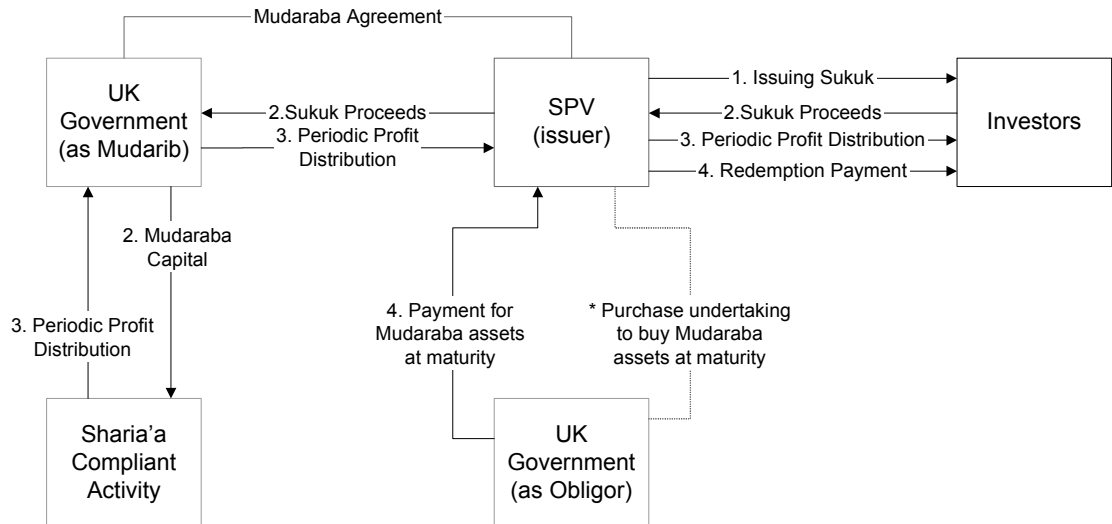 Mudaraba Agreement
UK
Government
(as Mudarib)
2.Sukuk Proceeds
3. Periodic Profit
Distribution
SPV
(issuer)
1. Issuing Sukuk
2.Sukuk Proceeds
3. Periodic Profit Distribution
4. Redemption Payment
Investors
2. Mudaraba
Capital
3. Periodic Profit
Distribution
4. Payment for
Mudaraba assets
at maturity
* Purchase undertaking
to buy Mudaraba
assets at maturity
Sharia’a
Compliant
Activity
UK
Government
(as Obligor)